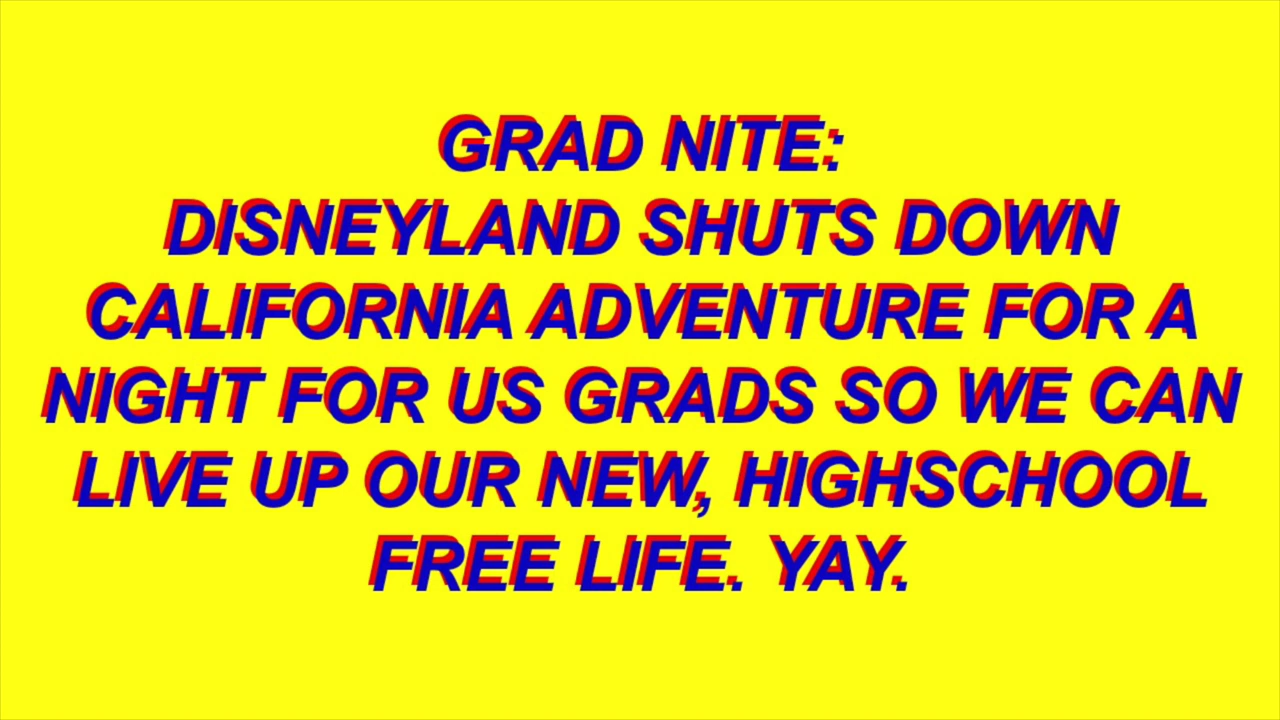 GRAD NITE:
DISNEYLAND SHUTS DOWN
CALIFORNIA ADVENTURE FOR A
NIGHT FOR US GRADS SO WE CAN
LIVE UP OUR NEW, HIGHSCHOOL
FREE LIFE. YAY.